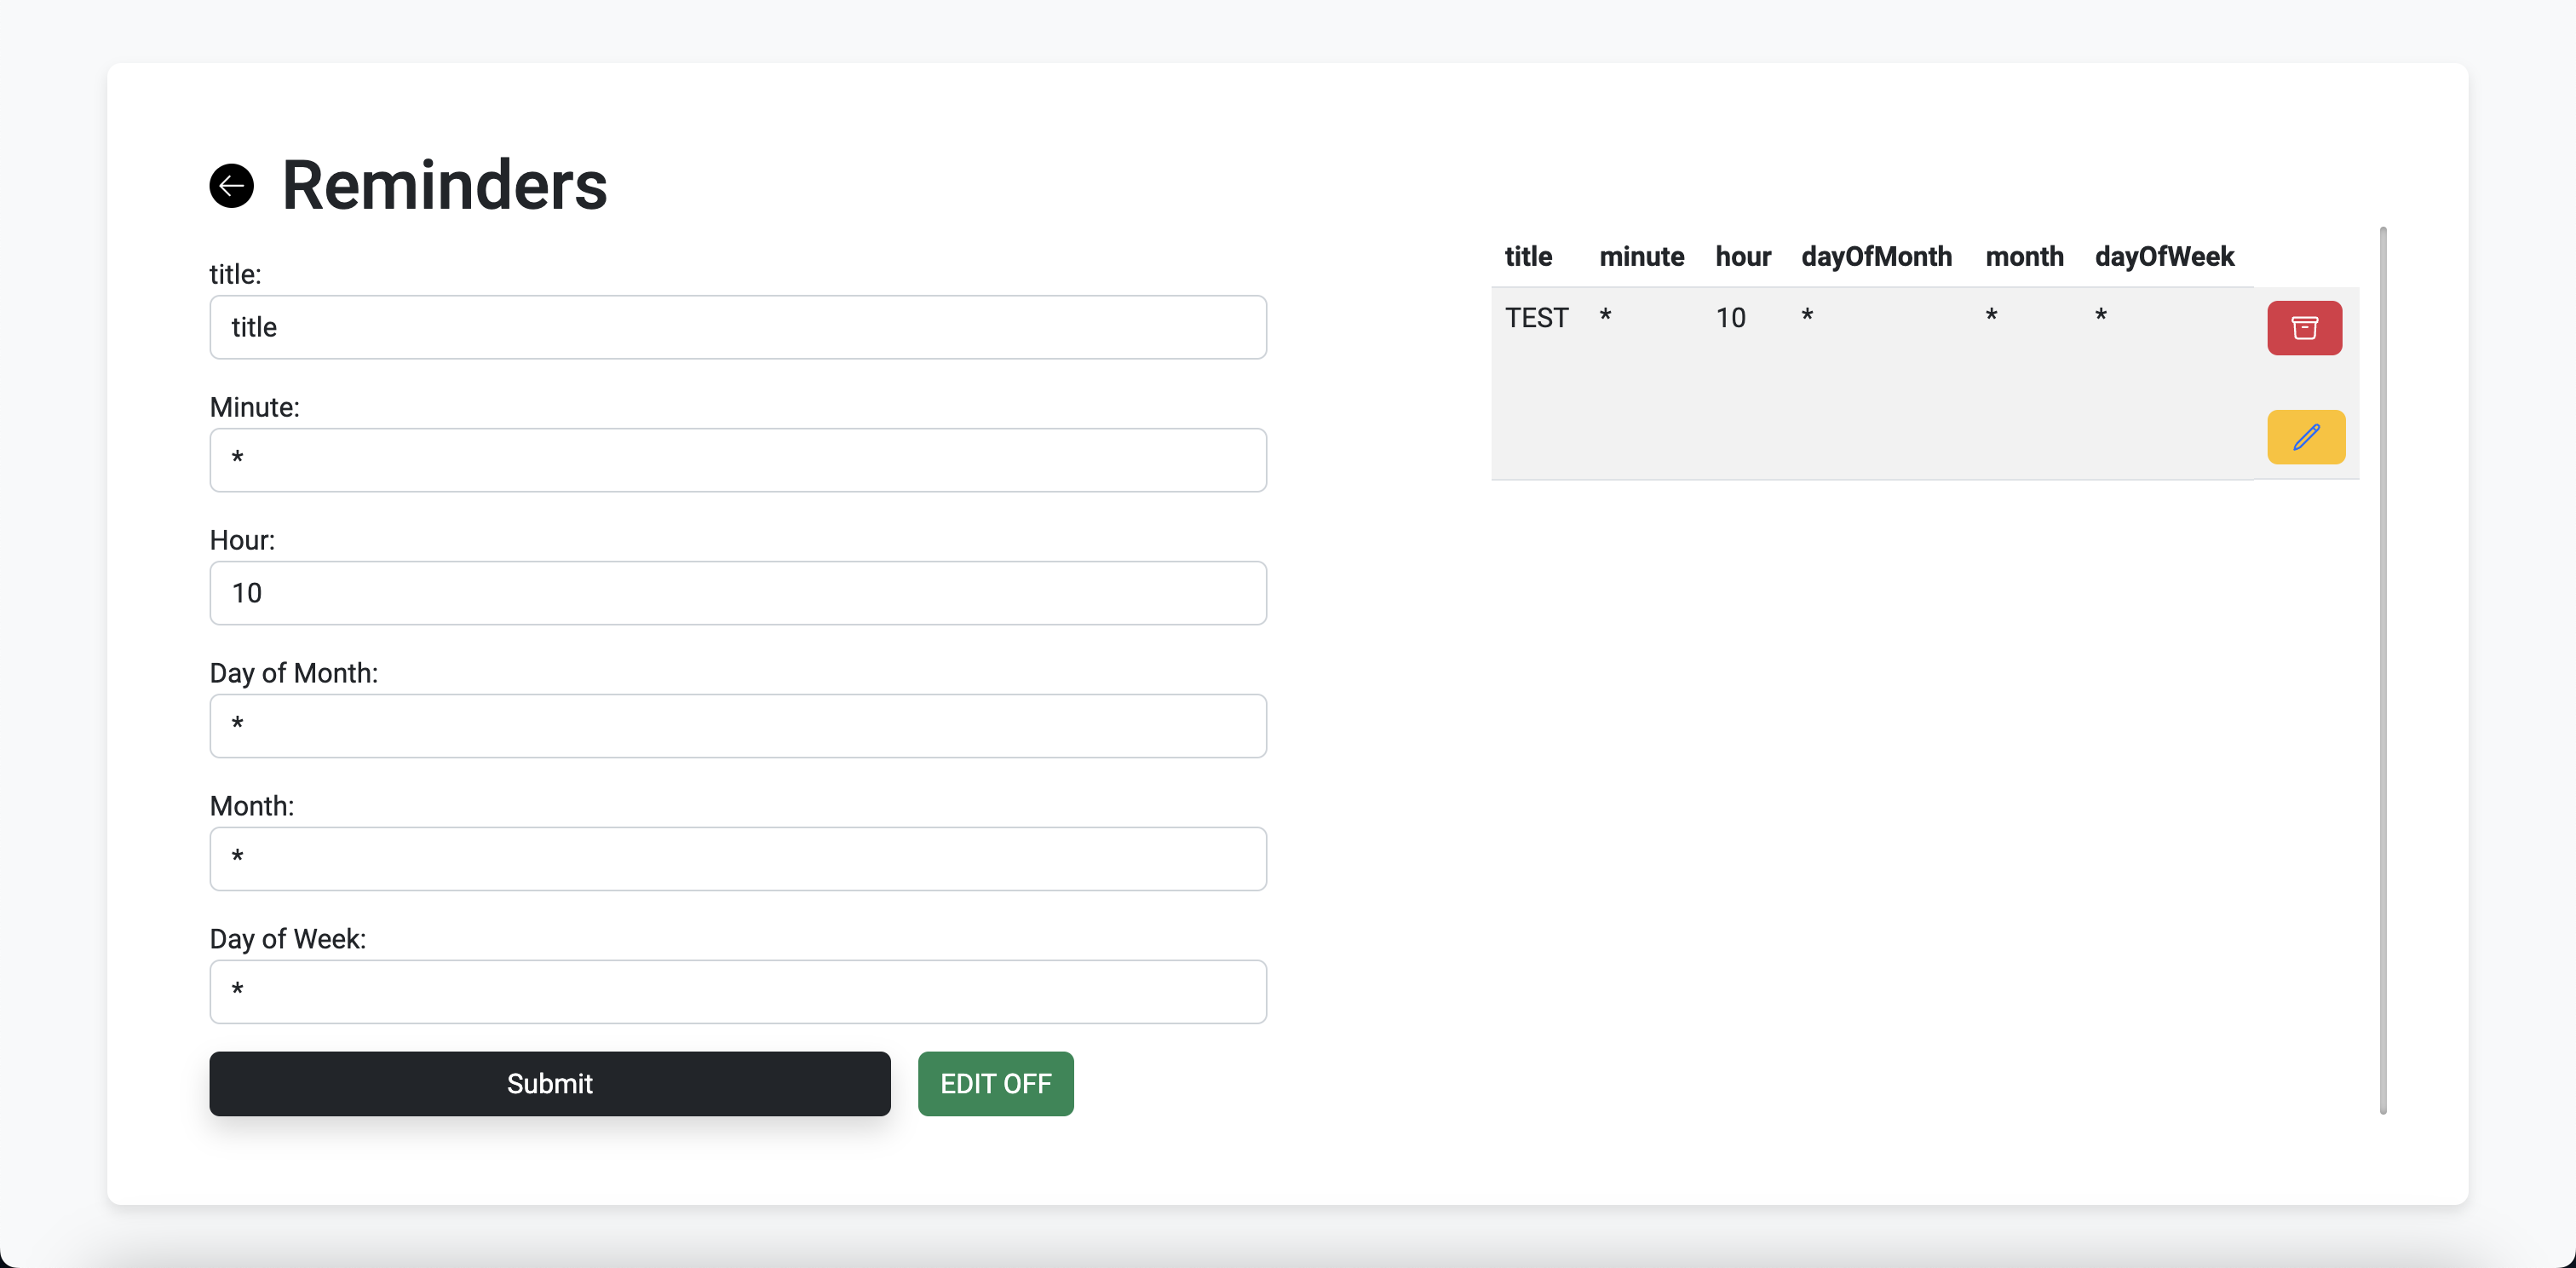 Reminders
title:
title
Minute:
*
Hour:
10
Day of Month:
*
Month:
*
Day of Week:
*
Submit EDIT OFF
title minute hour dayOfMonth month dayOfWeek
TEST * 10 * * *